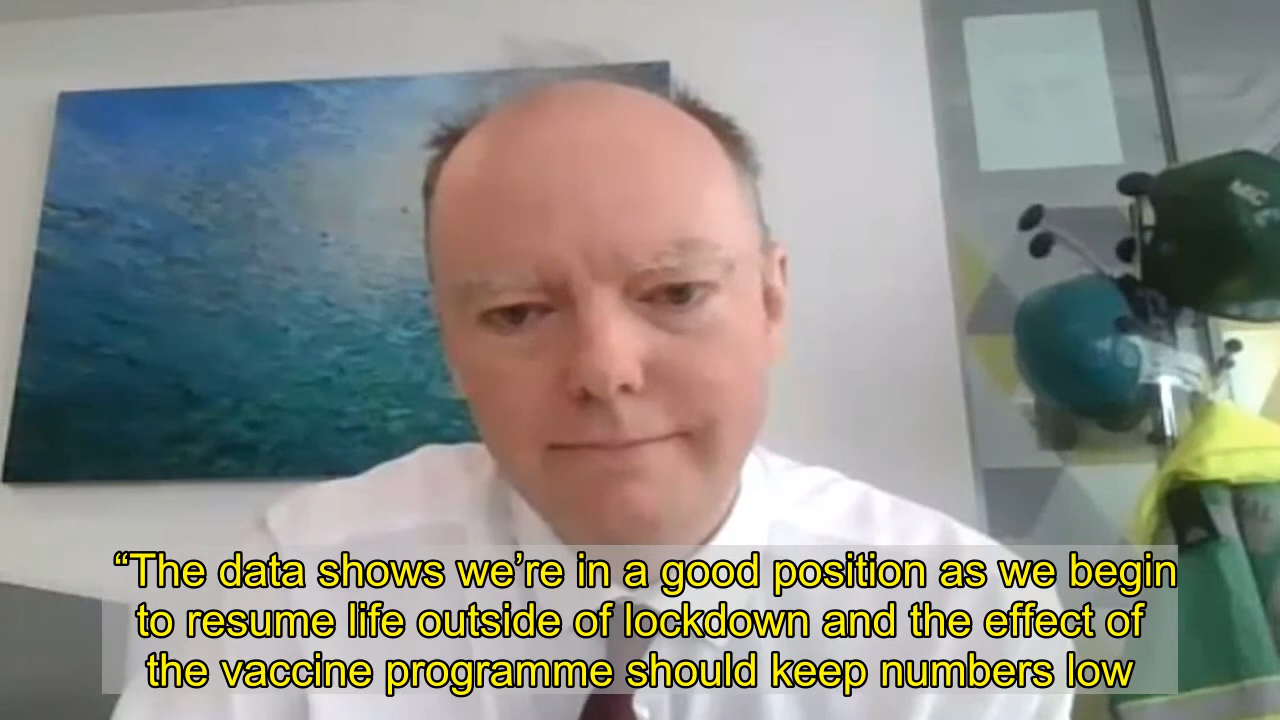 “The data shows we’re in a good position as we begin
to resume life outside of lockdown and the effect of
the vaccine programme should keep numbers low
MC